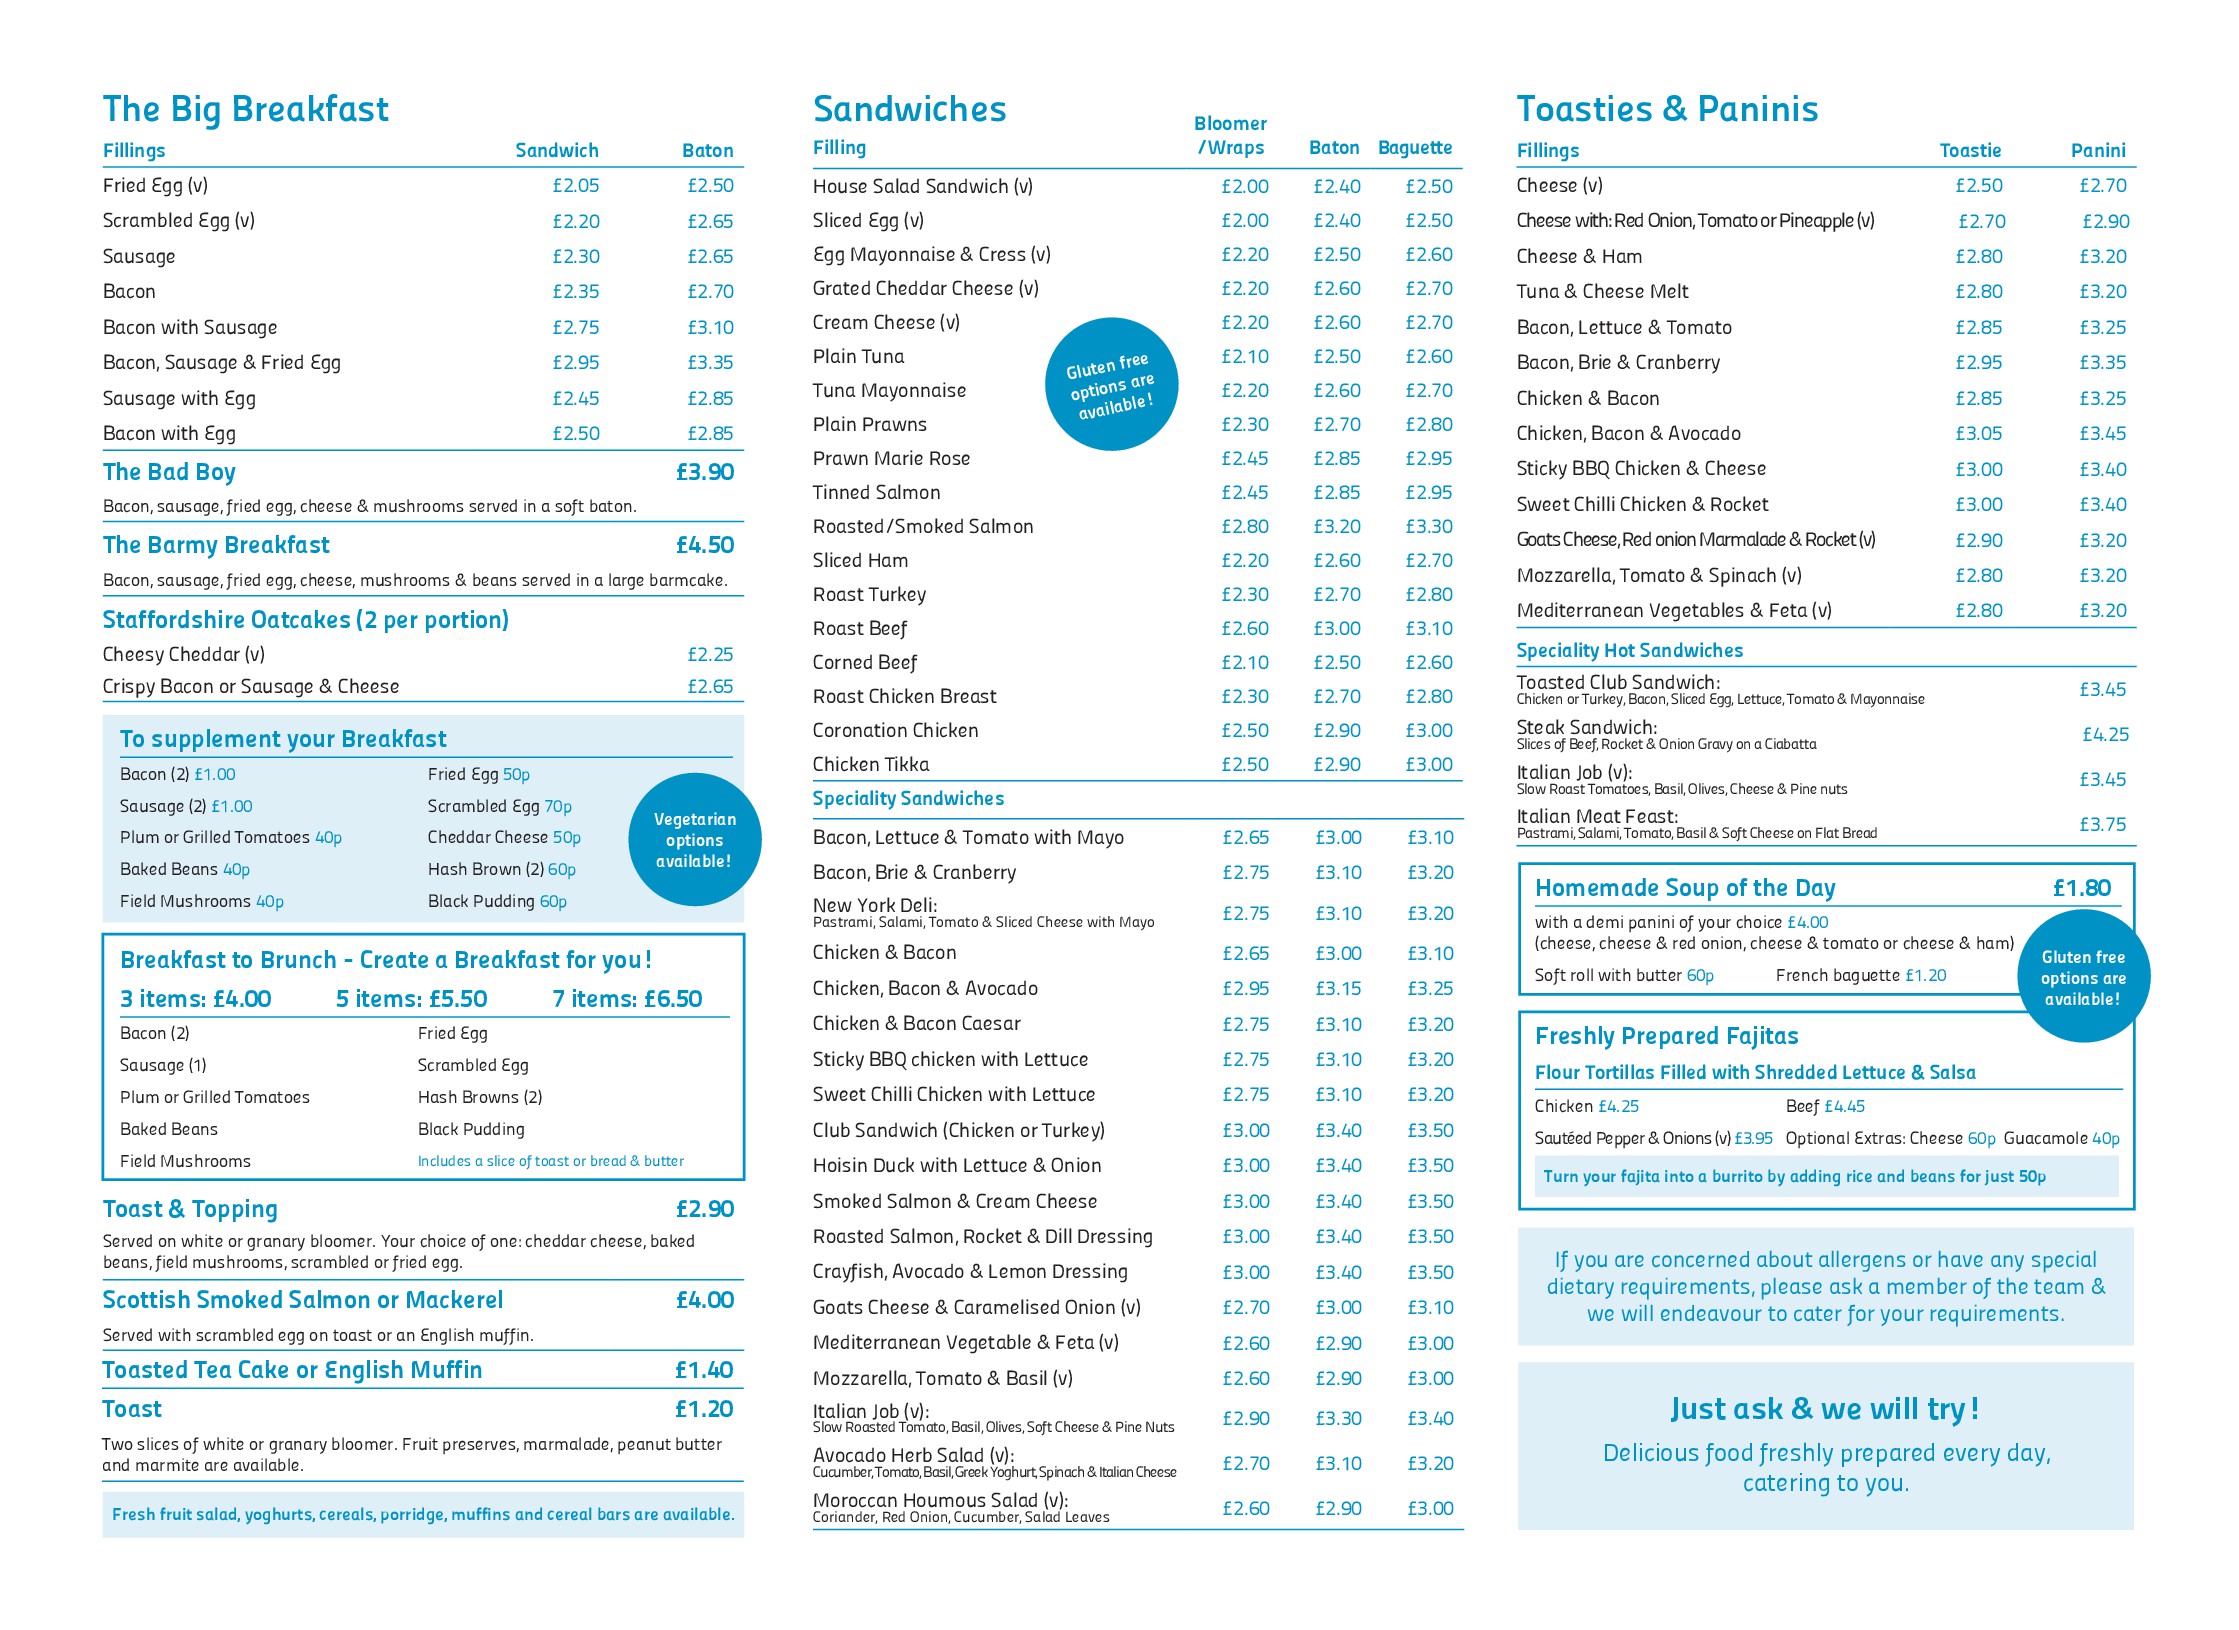 The Big Breakfast
Fillings Sandwich Baton
Fried Egg (v) £2.05 £2.50
Scrambled Egg (v) £2.20 £2.65
Sausage £2.30 £2.65
Bacon £2.35 £2.70
Bacon with Sausage £2.75 £3.10
Bacon, Sausage & Fried Egg £2.95 £3.35
Sausage with Egg £2.45 £2.85
Bacon with Egg £2.50 £2.85
The Bad Boy £3.90
Bacon, sausage, fried egg, cheese & mushrooms served in a soft baton.
The Barmy Breakfast £4.50
Bacon, sausage, fried egg, cheese, mushrooms & beans served in a large barmcake.
Staffordshire Oatcakes (2 per portion)
Cheesy Cheddar (v) £2.25
Crispy Bacon or Sausage & Cheese £2.65
To supplement your Breakfast
Bacon (2) £1.00 Fried Egg 50p
Sausage (2) £1.00 Scrambled Egg 70p
Plum or Grilled Tomatoes 40p Cheddar Cheese 50p
Baked Beans 40p Hash Brown (2) 60p
Field Mushrooms 40p Black Pudding 60p
Vegetarian
options
available!
Breakfast to Brunch - Create a Breakfast for you!
3 items: £4.00 5 items: £5.50 7 items: £6.50
Bacon (2) Fried Egg
Sausage (1) Scrambled Egg
Plum or Grilled Tomatoes Hash Browns (2)
Baked Beans Black Pudding
Field Mushrooms Includes a slice of toast or bread & butter
Toast & Topping £2.90
Served on white or granary bloomer. Your choice of one: cheddar cheese, baked
beans, field mushrooms, scrambled or fried egg.
Scottish Smoked Salmon or Mackerel £4.00
Served with scrambled egg on toast or an English muffin.
Toasted Tea Cake or English Muffin £1.40
Toast £1.20
Two slices of white or granary bloomer. Fruit preserves, marmalade, peanut butter
and marmite are available.
Fresh fruit salad, yoghurts, cereals, porridge, muffins and cereal bars are available.
Sandwiches
Filling Bloomer /Wraps Baton Baguette
House Salad Sandwich (v) £2.00 £2.40 £2.50
Sliced Egg (v) £2.00 £2.40 £2.50
Egg Mayonnaise & Cress (v) £2.20 £2.50 £2.60
Grated Cheddar Cheese (v) £2.20 £2.60 £2.70
Cream Cheese (v) £2.20 £2.60 £2.70
Plain Tuna £2.10 £2.50 £2.60
Tuna Mayonnaise £2.20 £2.60 £2.70
Plain Prawns £2.30 £2.70 £2.80
Prawn Marie Rose £2.45 £2.85 £2.95
Tinned Salmon £2.45 £2.85 £2.95
Roasted/Smoked Salmon £2.80 £3.20 £3.30
Sliced Ham £2.20 £2.60 £2.70
Roast Turkey £2.30 £2.70 £2.80
Roast Beef £2.60 £3.00 £3.10
Corned Beef £2.10 £2.50 £2.60
Roast Chicken Breast £2.30 £2.70 £2.80
Coronation Chicken £2.50 £2.90 £3.00
Chicken Tikka £2.50 £2.90 £3.00
Gluten free
options are
available!
Speciality Sandwiches
Bacon, Lettuce & Tomato with Mayo £2.65 £3.00 £3.10
Bacon, Brie & Cranberry £2.75 £3.10 £3.20
New York Deli: £2.75 £3.10 £3.20
Pastrami, Salami, Tomato & Sliced Cheese with Mayo
Chicken & Bacon £2.65 £3.00 £3.10
Chicken, Bacon & Avocado £2.95 £3.15 £3.25
Chicken & Bacon Caesar £2.75 £3.10 £3.20
Sticky BBQ chicken with Lettuce £2.75 £3.10 £3.20
Sweet Chilli Chicken with Lettuce £2.75 £3.10 £3.20
Club Sandwich (Chicken or Turkey) £3.00 £3.40 £3.50
Hoisin Duck with Lettuce & Onion £3.00 £3.40 £3.50
Smoked Salmon & Cream Cheese £3.00 £3.40 £3.50
Roasted Salmon, Rocket & Dill Dressing £3.00 £3.40 £3.50
Crayfish, Avocado & Lemon Dressing £3.00 £3.40 £3.50
Goats Cheese & Caramelised Onion (v) £2.70 £3.00 £3.10
Mediterranean Vegetable & Feta (v) £2.60 £2.90 £3.00
Mozzarella, Tomato & Basil (v) £2.60 £2.90 £3.00
Italian Job (v): £2.90 £3.30 £3.40
Slow Roasted Tomato, Basil, Olives, Soft Cheese & Pine Nuts
Avocado Herb Salad (v): £2.70 £3.10 £3.20
Cucumber, Tomato, Basil, Greek Yoghurt, Spinach & Italian Cheese
Moroccan Houmous Salad (v): £2.60 £2.90 £3.00
Coriander, Red Onion, Cucumber, Salad Leaves
Toasties & Paninis
Fillings Toastie Panini
Cheese (v) £2.50 £2.70
Cheese with: Red Onion, Tomato or Pineapple (v) £2.70 £2.90
Cheese & Ham £2.80 £3.20
Tuna & Cheese Melt £2.80 £3.20
Bacon, Lettuce & Tomato £2.85 £3.25
Bacon, Brie & Cranberry £2.95 £3.35
Chicken & Bacon £2.85 £3.25
Chicken, Bacon & Avocado £3.05 £3.45
Sticky BBQ Chicken & Cheese £3.00 £3.40
Sweet Chilli Chicken & Rocket £3.00 £3.40
Goats Cheese, Red onion Marmalade & Rocket (v) £2.90 £3.20
Mozzarella, Tomato & Spinach (v) £2.80 £3.20
Mediterranean Vegetables & Feta (v) £2.80 £3.20
Speciality Hot Sandwiches
Toasted Club Sandwich: £3.45
Chicken or Turkey, Bacon, Sliced Egg, Lettuce, Tomato & Mayonnaise
Steak Sandwich: £4.25
Slices of Beef, Rocket & Onion Gravy on a Ciabatta
Italian Job (v): £3.45
Slow Roast Tomatoes, Basil, Olives, Cheese & Pine nuts
Italian Meat Feast: £3.75
Pastrami, Salami, Tomato, Basil & Soft Cheese on Flat Bread
Homemade Soup of the Day £1.80
with a demi panini of your choice £4.00
(cheese, cheese & red onion, cheese & tomato or cheese & ham)
Soft roll with butter 60p French baguette £1.20
Gluten free
options are
available!
Freshly Prepared Fajitas
Flour Tortillas Filled with Shredded Lettuce & Salsa
Chicken £4.25 Beef £4.45
Sautéed Pepper & Onions (v) £3.95 Optional Extras: Cheese 60p Guacamole 40p
Turn your fajita into a burrito by adding rice and beans for just 50p
If you are concerned about allergens or have any special
dietary requirements, please ask a member of the team &
we will endeavour to cater for your requirements.
Just ask & we will try!
Delicious food freshly prepared every day,
catering to you.